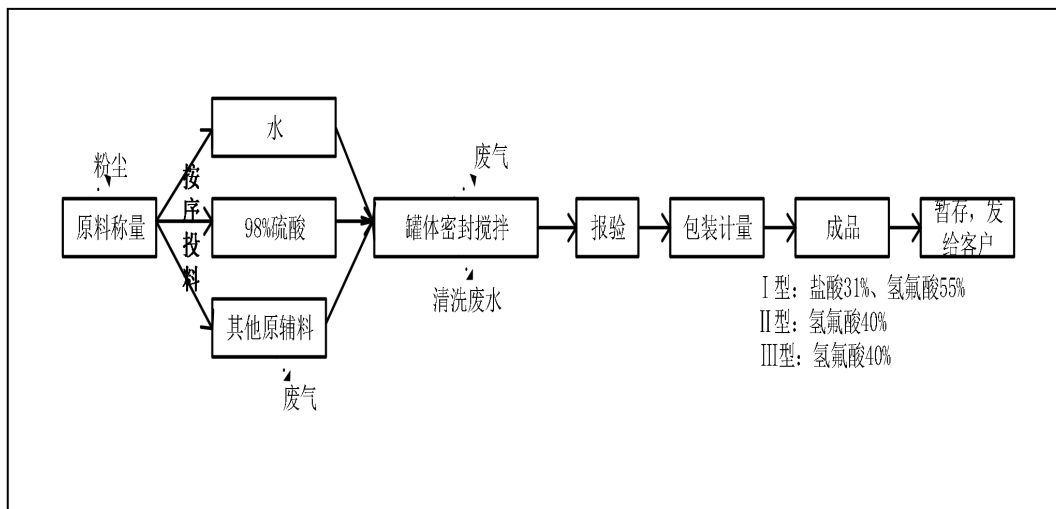 粉尘
原料称量
按序投料
水
98%硫酸
其他原辅料
废气
废气
罐体密封搅拌
清洗废水
报验
包装计量
成品
暂存，发
给客户
Ⅰ型：盐酸31%、氢氟酸55%
Ⅱ型：氢氟酸40%
Ⅲ型：氢氟酸40%